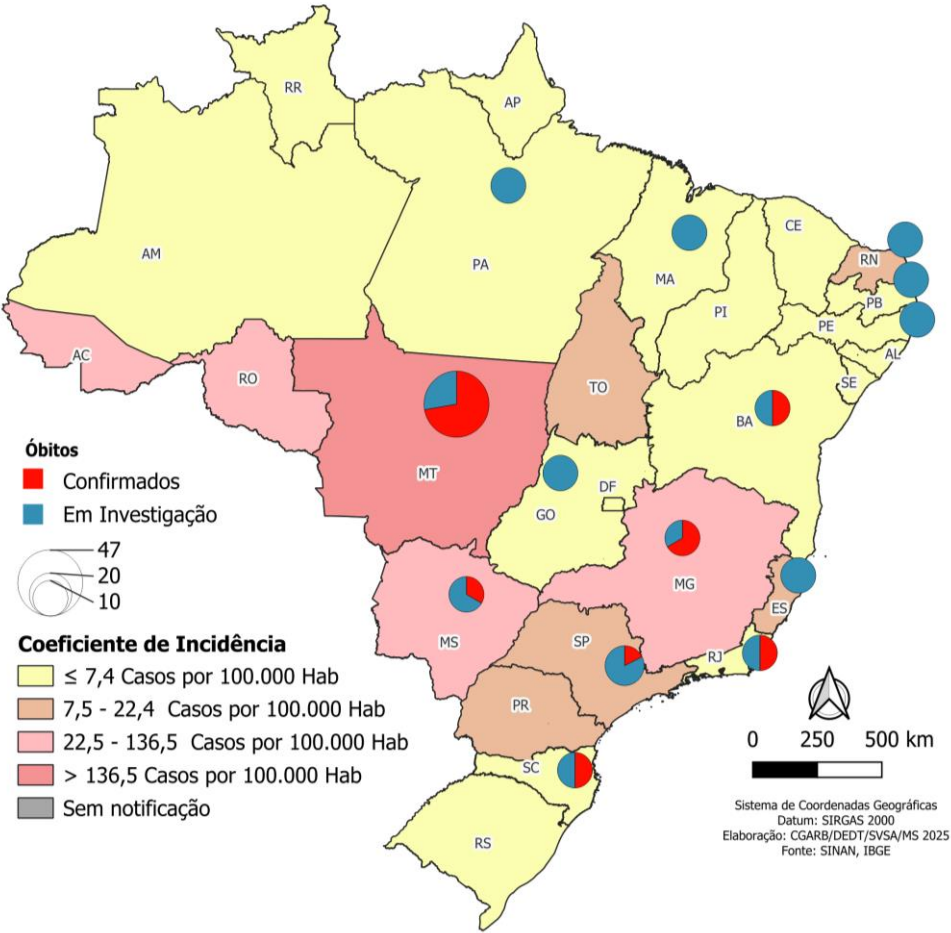 RR
AP
AM
PA
MA
CE
RN
PB
PI
PE
AL
SE
AC
RO
TO
BA
MT
DF
GO
MG
ES
MS
SP
RJ
PR
SC
RS
Óbitos
Confirmados
Em Investigação
47
20
10
Coeficiente de Incidência
≤ 7,4 Casos por 100.000 Hab
7,5 - 22,4 Casos por 100.000 Hab
22,5 - 136,5 Casos por 100.000 Hab
> 136,5 Casos por 100.000 Hab
Sem notificação
0 250 500 km
Sistema de Coordenadas Geográficas
Datum: SIRGAS 2000
Elaboração: CGARB/DEDT/SVSA/MS 2025
Fonte: SINAN, IBGE